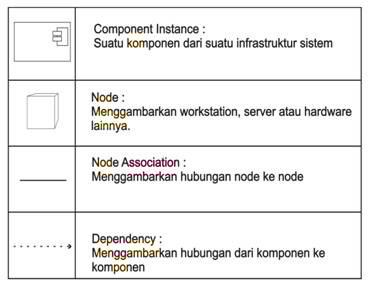 Component Instance :
Suatu komponen dari suatu infrastruktur sistem
Node :
Menggambarkan workstation, server atau hardware
lainnya.
Node Association :
Menggambarkan hubungan node ke node
Dependency :
Menggambarkan hubungan dari komponen ke
komponen